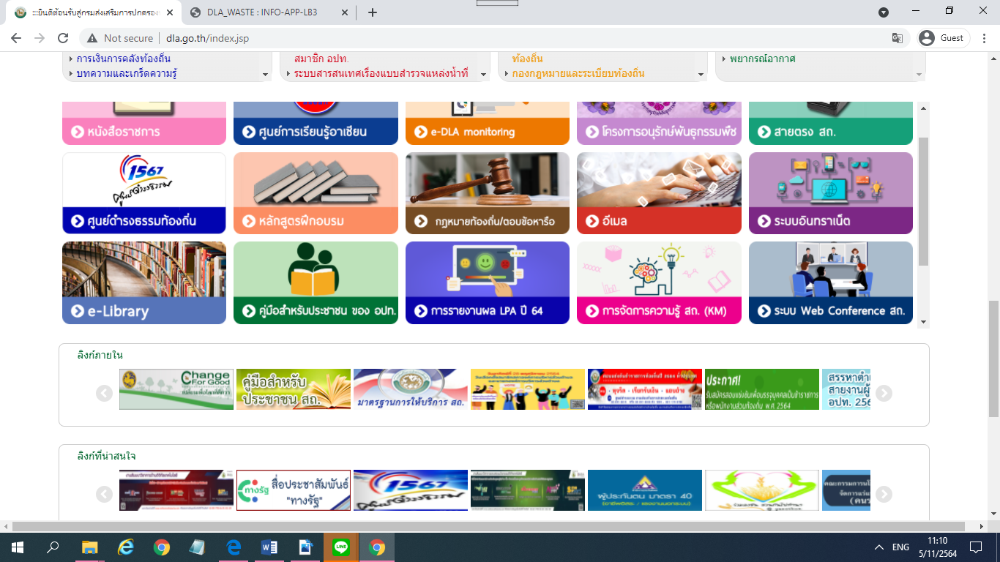 :::ยินดีต้อนรับสู่กรมส่งเสริมการปกครอง
DLA_WASTE : INFO-APP-LB3
Not secure
dla.go.th/index.jsp
Guest
การเงินการคลังท้องถิ่น
สมาชิก อปท.
ท้องถิ่น
พยากรณ์อากาศ
บทความและเกร็ดความรู้
ระบบสารสนเทศเรื่องแบบสำรวจแหล่งน้ำที่
กองกฎหมายและระเบียบท้องถิ่น
หนังสือราชการ
ศูนย์การเรียนรู้อาเซียน
e-DLA monitoring
โครงการอนุรักษ์พันธุกรรมพืช
สายตรง สถ.
1567
ศูนย์ดำรงธรรม
ศูนย์ดำรงธรรมท้องถิ่น
หลักสูตรฝึกอบรม
กฎหมายท้องถิ่น/ตอบข้อหารือ
อีเมล
ระบบอินทราเน็ต
e-Library
คู่มือสำหรับประชาชน ของ อปท.
การรายงานผล LPA ปี 64
การจัดการความรู้ สถ. (KM)
ระบบ Web Conference สถ.
ลิงก์ภายใน
Change
For Good
คู่มือสำหรับ
ประชาชน สถ.
มาตรฐานการให้บริการ สถ.
ทุจริต - เรียกรับเงิน - แอบอ้าง
ประกาศ!
รับสมัครสอบแข่งขันเพื่อบรรจุบุคคลเป็นข้าราชการ
หรือพนักงานส่วนท้องถิ่น พ.ศ.2564
สรรหาดำ
สายงานผู้
อปท. 256
ลิงก์ที่น่าสนใจ
ทางรัฐ
สื่อประชาสัมพันธ์
"ทางรัฐ"
1567
ศูนย์ดำรงธรรม
ผู้ประกันตน มาตรา 40
(อาชีพอิสระ / แรงงานนอกระบบ)
คณะกรรมการนโ
ENG
11:10
5/11/2564